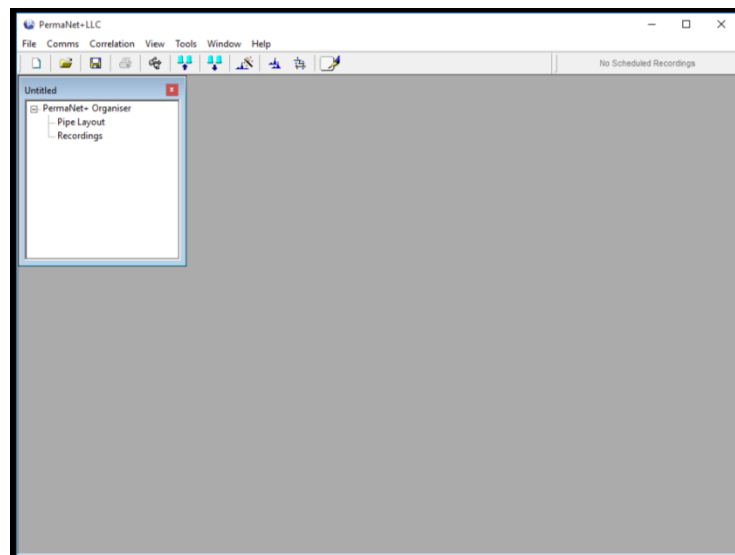 PermaNet+LLC
File Comms Correlation View Tools Window Help
No Scheduled Recordings
Untitled
PermaNet+ Organiser
Pipe Layout
Recordings